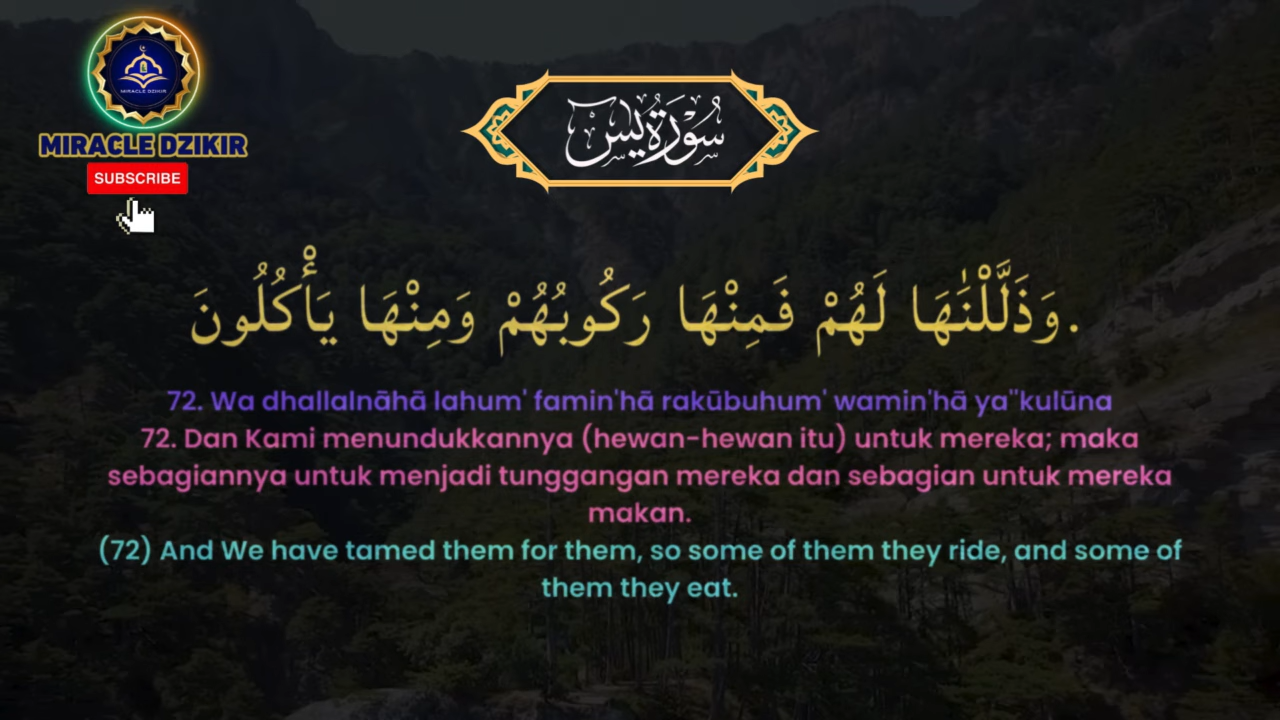 MIRACLE DZIKIR
MIRACLE DZIKIR
SUBSCRIBE
سُوْرَةُ يٰسٓ
.وَذَلَّلْنٰهَا لَهُمْ فَمِنْهَا رَكُوبُهُمْ وَمِنْهَا يَأْكُلُونَ
72. Wa dhallalnāhā lahum' famin'hā rakūbuhum' wamin'hā ya"kulūna
72. Dan Kami menundukkannya (hewan-hewan itu) untuk mereka; maka
sebagiannya untuk menjadi tunggangan mereka dan sebagian untuk mereka
makan.
(72) And We have tamed them for them, so some of them they ride, and some of
them they eat.